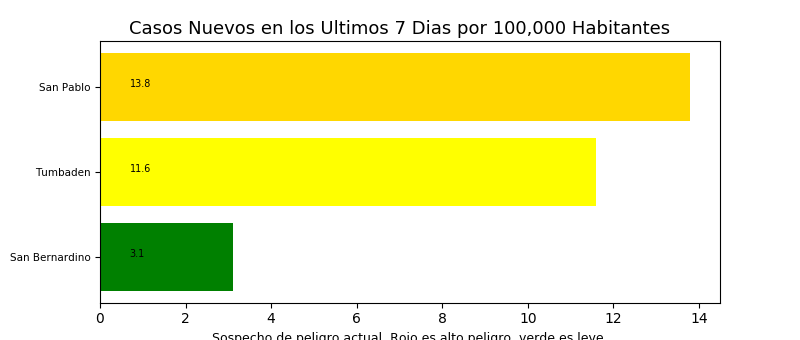 Casos Nuevos en los Ultimos 7 Dias por 100,000 Habitantes
San Pablo
13.8
Tumbaden
11.6
San Bernardino
3.1
0 2 4 6 8 10 12 14
Sospecho de peligro actual. Rojo es alto peligro, verde es leve